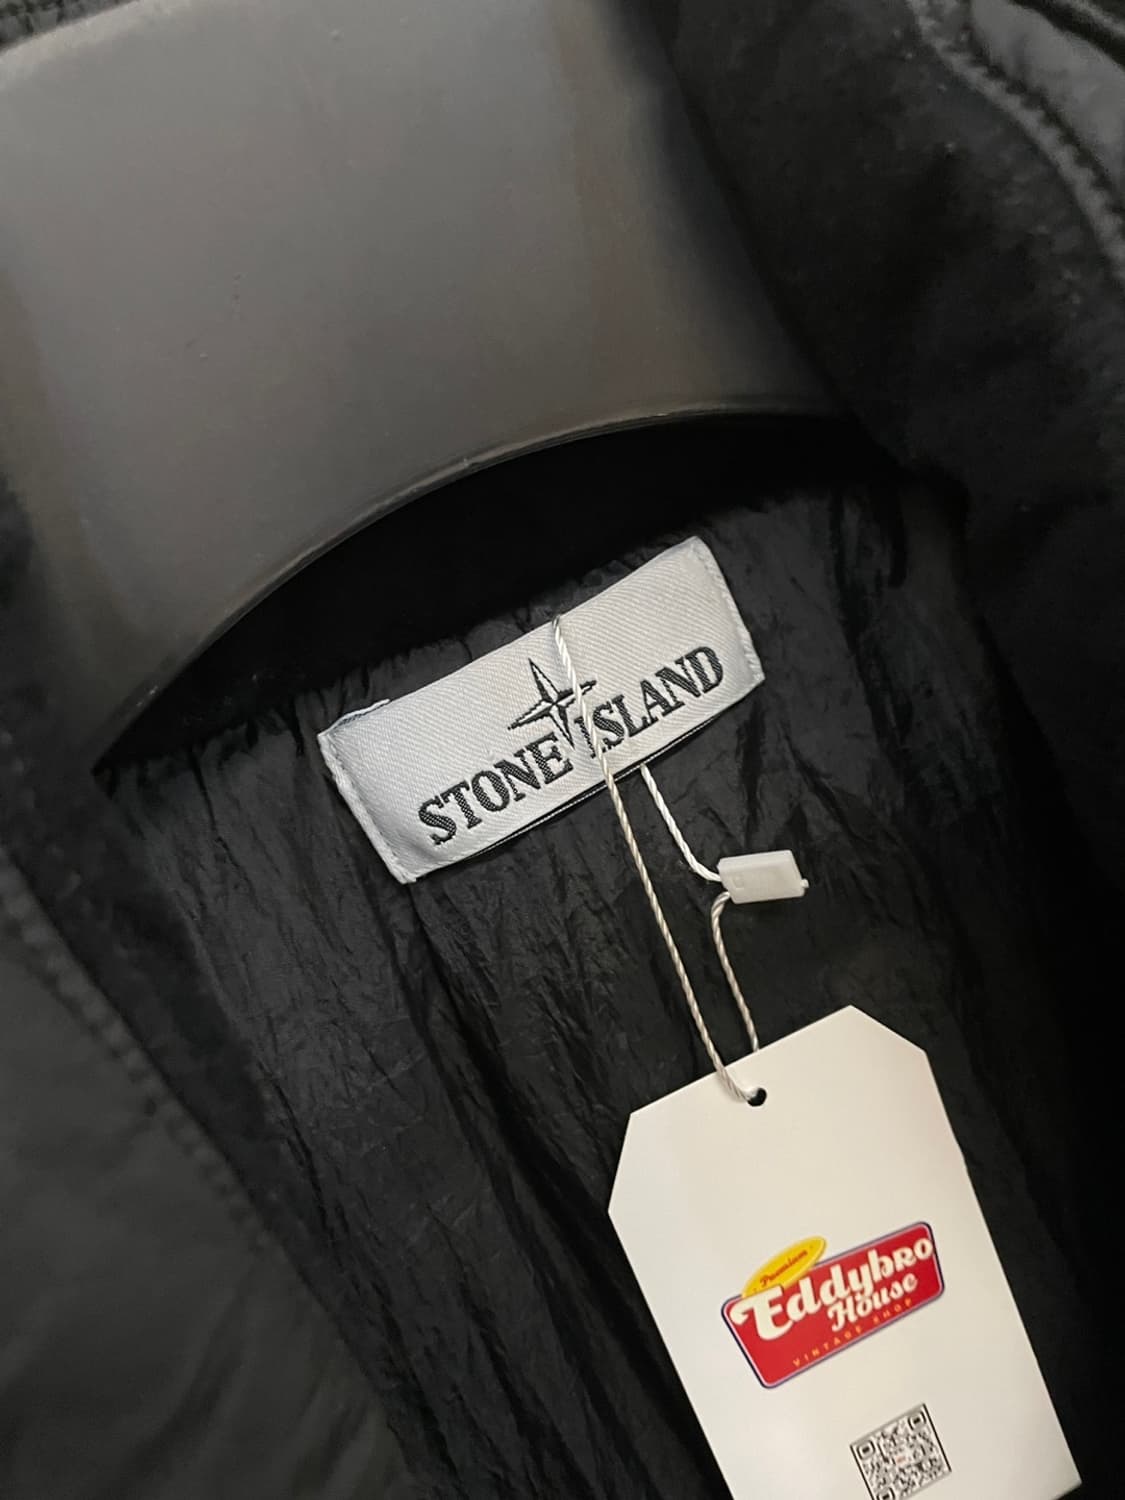 STONE ISLAND
Premium
Eddybro
House
VINTAGE SHOP